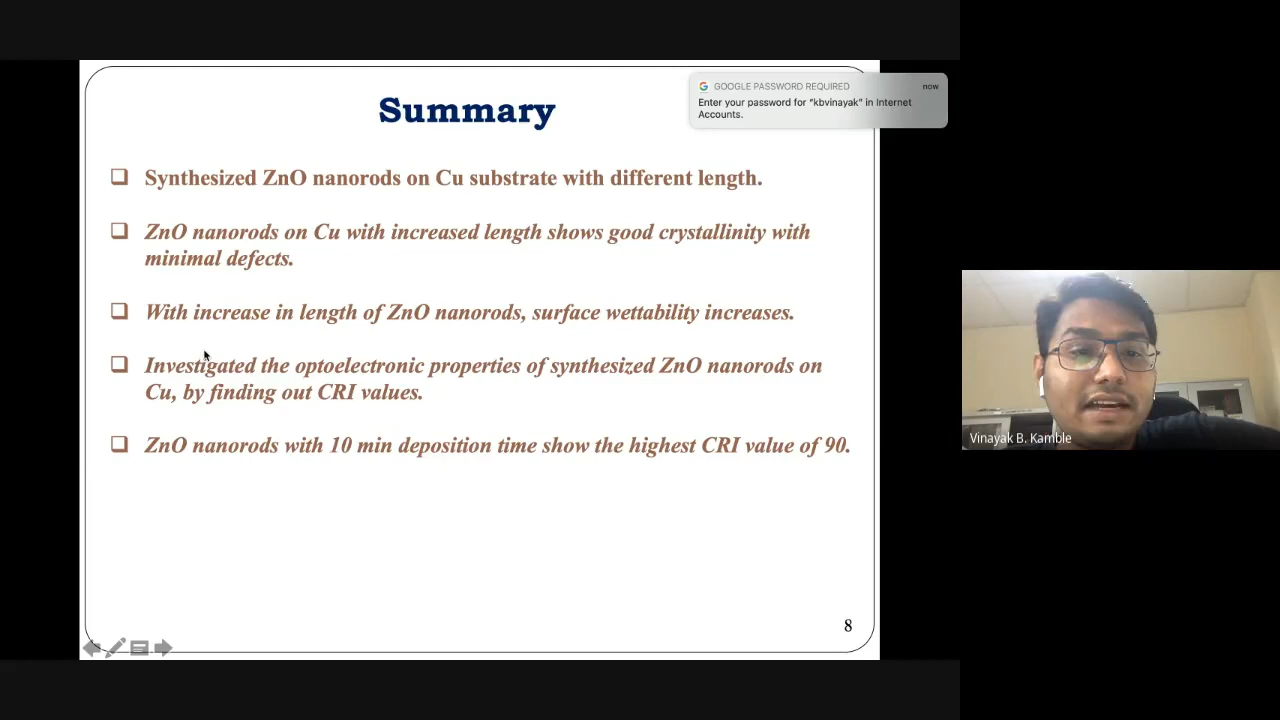 Summary
GOOGLE PASSWORD REQUIRED
now
Enter your password for “kbvinayak” in Internet
Accounts.
Synthesized ZnO nanorods on Cu substrate with different length.
ZnO nanorods on Cu with increased length shows good crystallinity with
minimal defects.
With increase in length of ZnO nanorods, surface wettability increases.
Investigated the optoelectronic properties of synthesized ZnO nanorods on
Cu, by finding out CRI values.
ZnO nanorods with 10 min deposition time show the highest CRI value of 90.
Vinayak B. Kamble
8